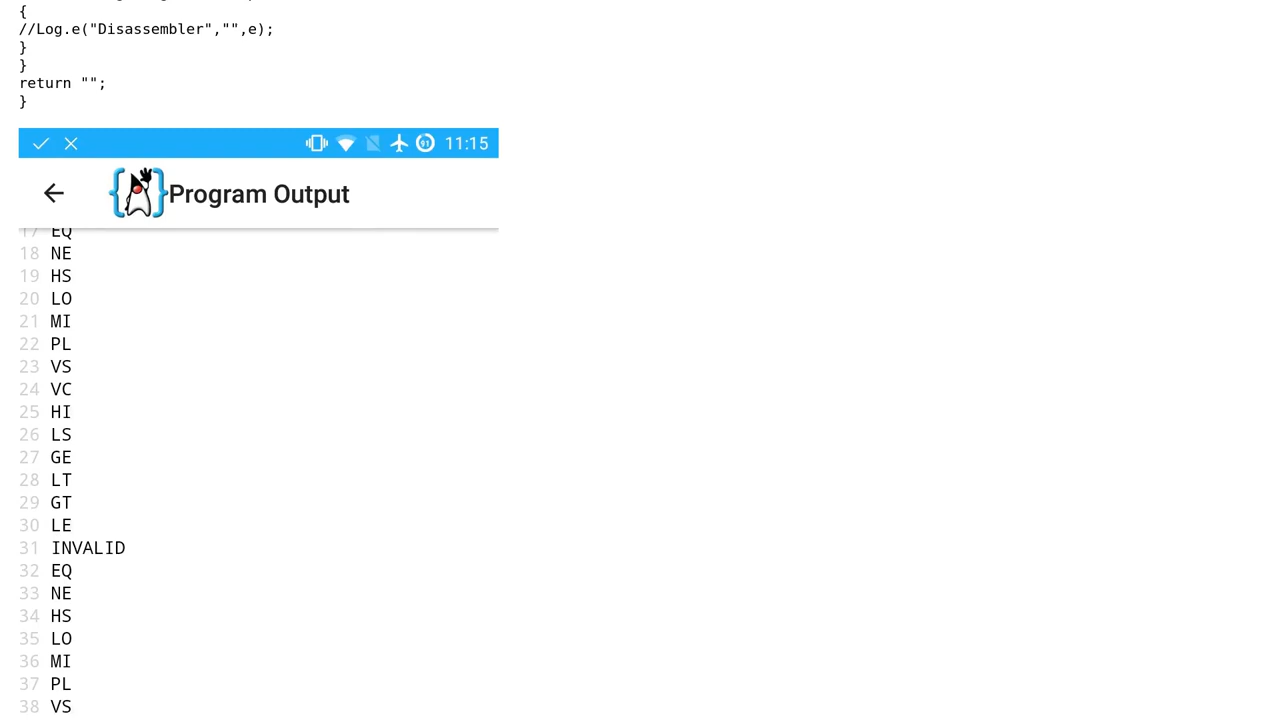 {
//Log.e("Disassembler","",e);
}
}
return "";
}
91 11:15
Program Output
17 EQ
18 NE
19 HS
20 LO
21 MI
22 PL
23 VS
24 VC
25 HI
26 LS
27 GE
28 LT
29 GT
30 LE
31 INVALID
32 EQ
33 NE
34 HS
35 LO
36 MI
37 PL
38 VS